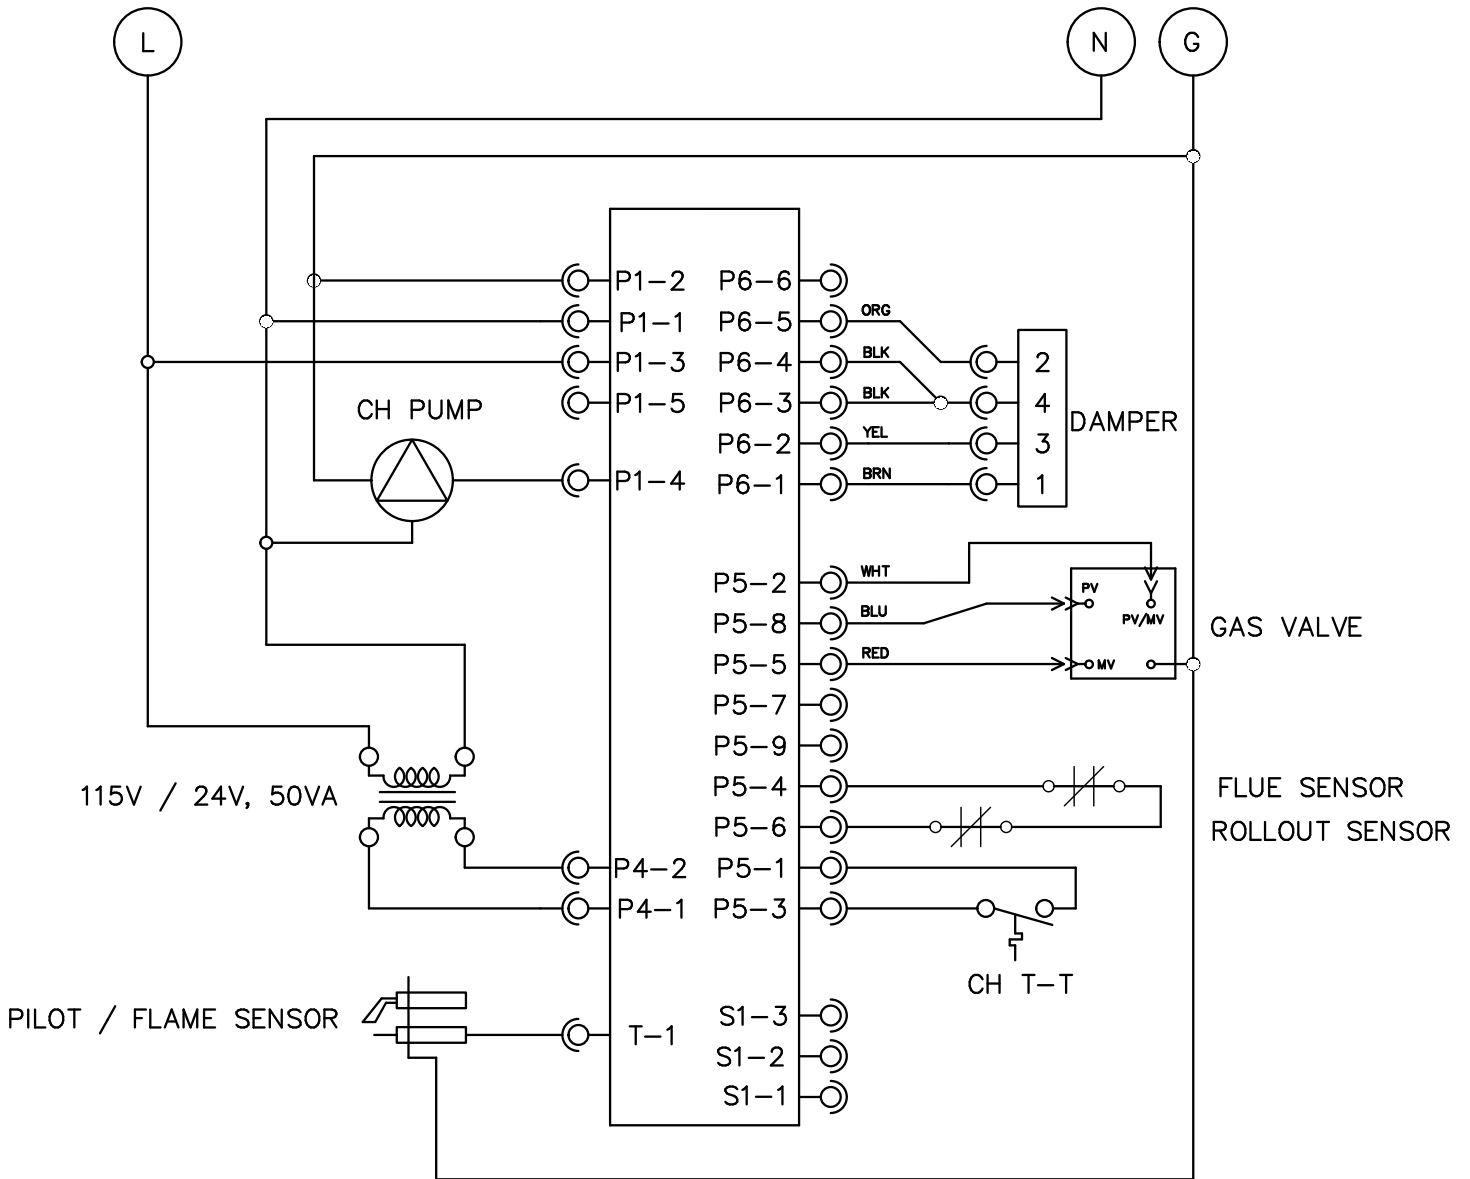 L
N
G
P1-2
P6-6
P1-1
P6-5
ORG
P1-3
P6-4
BLK
2
CH PUMP
P1-5
P6-3
BLK
4
DAMPER
P6-2
YEL
3
P1-4
P6-1
BRN
1
P5-2
WHT
PV
P5-8
BLU
PV/MV
GAS VALVE
P5-5
RED
MV
P5-7
P5-9
115V / 24V, 50VA
P5-4
FLUE SENSOR
P5-6
ROLLOUT SENSOR
P4-2
P5-1
P4-1
P5-3
CH T-T
PILOT / FLAME SENSOR
T-1
S1-3
S1-2
S1-1